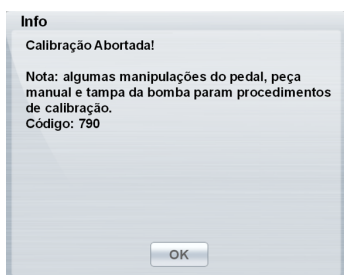 Info
Calibração Abortada!
Nota: algumas manipulações do pedal, peça
manual e tampa da bomba param procedimentos
de calibração.
Código: 790
OK